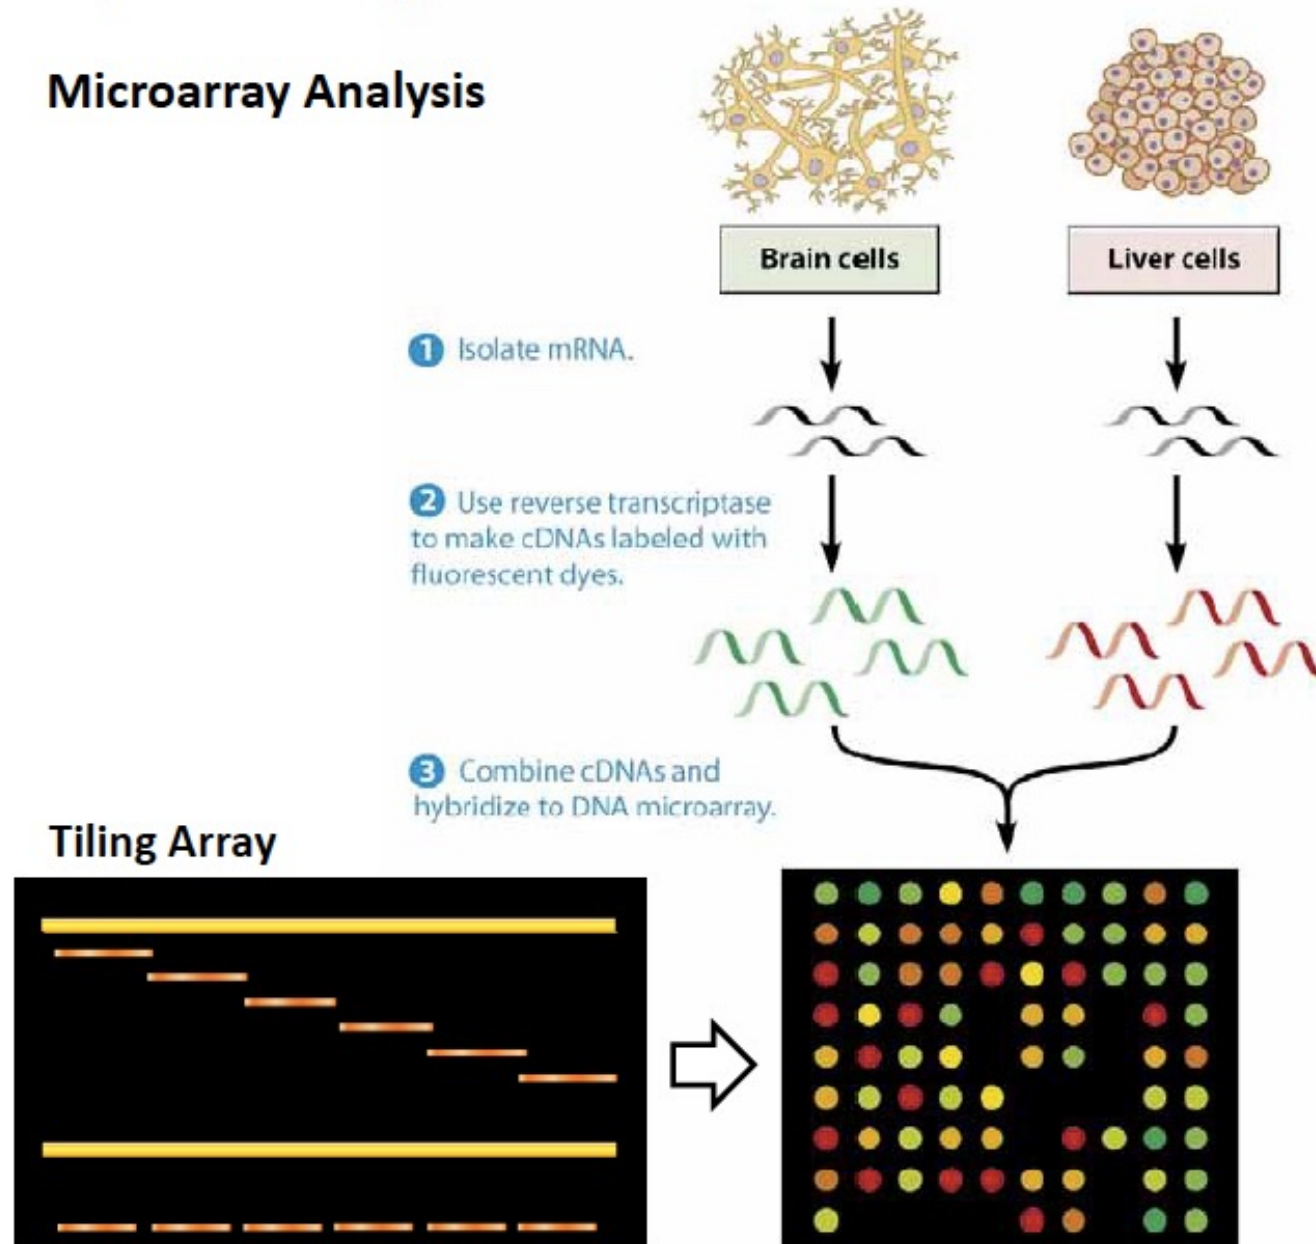 Microarray Analysis
Brain cells
Liver cells
1 Isolate mRNA.
2 Use reverse transcriptase
to make cDNAs labeled with
fluorescent dyes.
3 Combine cDNAs and
hybridize to DNA microarray.
Tiling Array